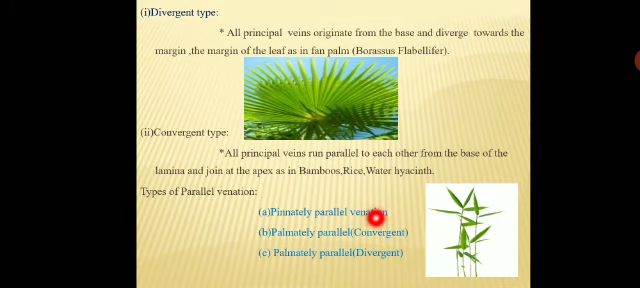 (i)Divergent type:
* All principal veins originate from the base and diverge towards the
margin ,the margin of the leaf as in fan palm (Borassus Flabellifer).
(ii)Convergent type:
*All principal veins run parallel to each other from the base of the
lamina and join at the apex as in Bamboos,Rice,Water hyacinth.
Types of Parallel venation:
(a)Pinnately parallel venation
(b)Palmately parallel(Convergent)
(c) Palmately parallel(Divergent)